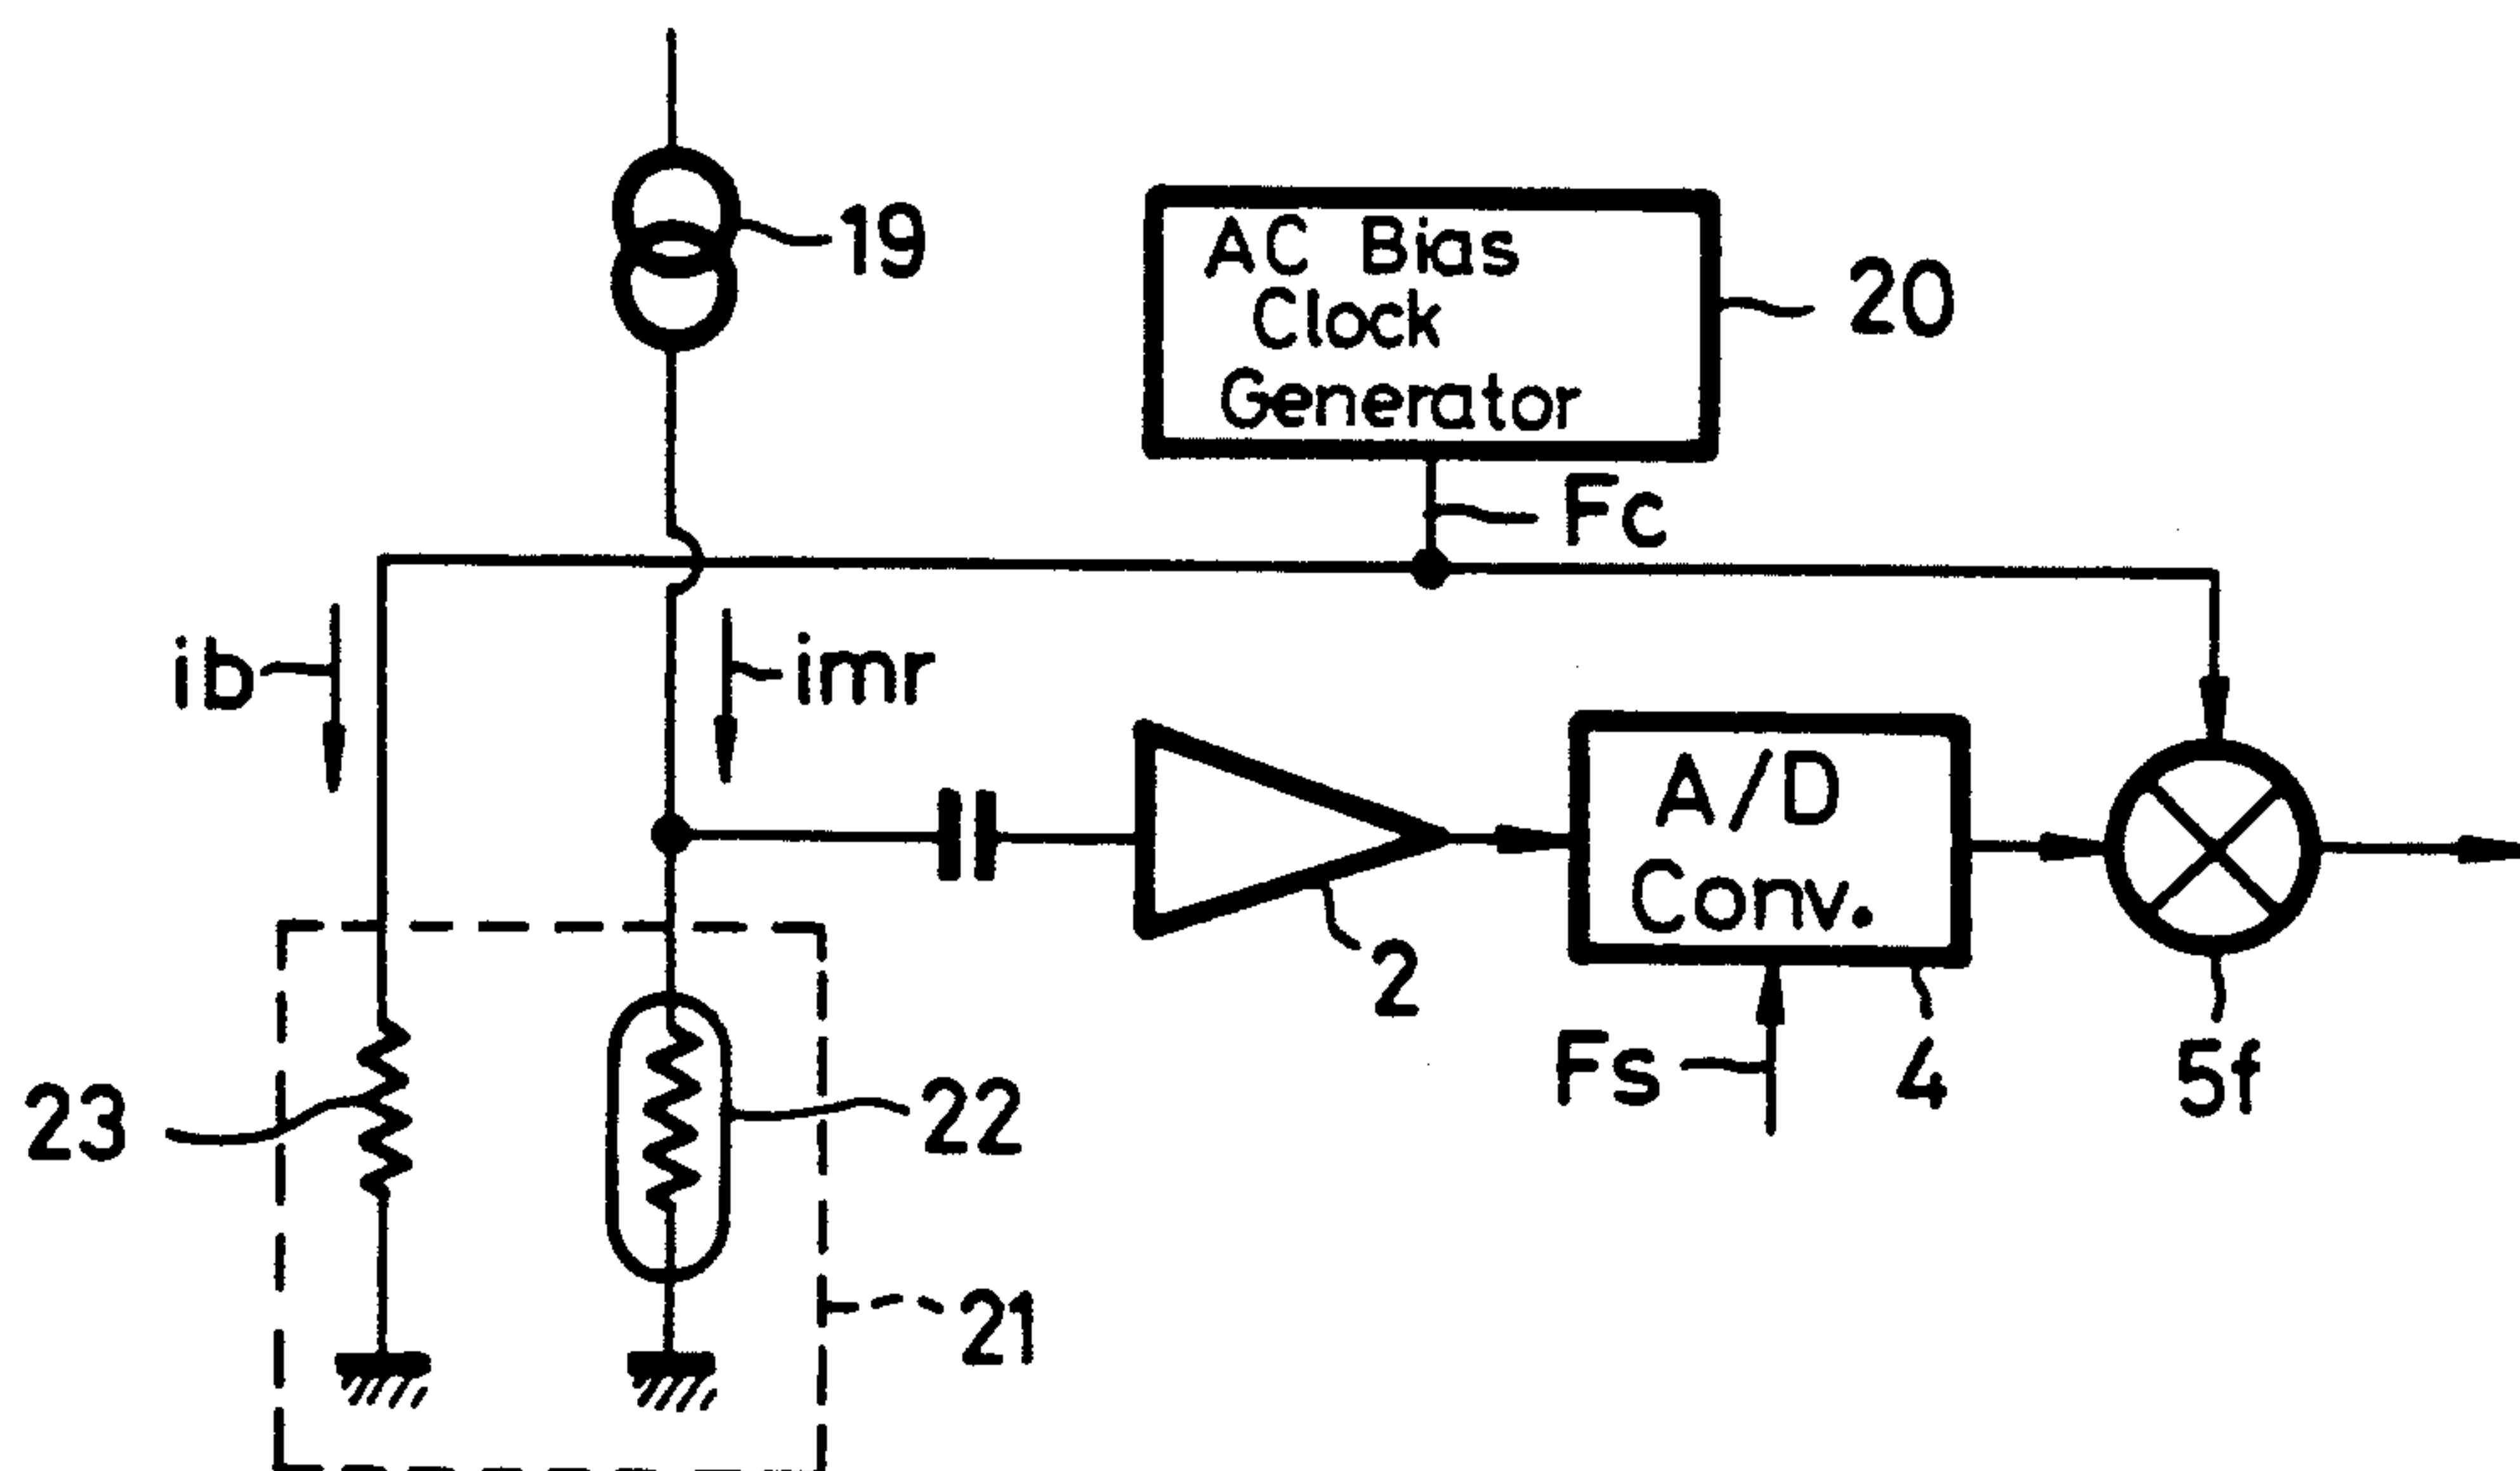 19
AC Bias
Clock
Generator
20
Fc
ib
imr
A/D
Conv.
2
Fs
4
5f
23
22
21